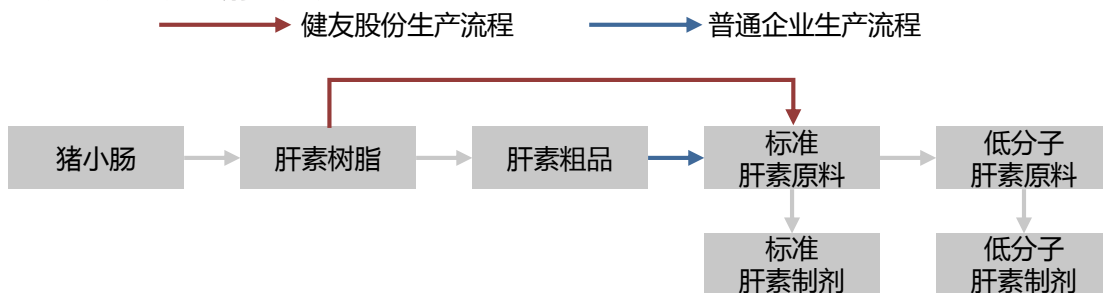 健友股份生产流程
普通企业生产流程
猪小肠
肝素树脂
肝素粗品
标准
肝素原料
低分子
肝素原料
标准
肝素制剂
低分子
肝素制剂